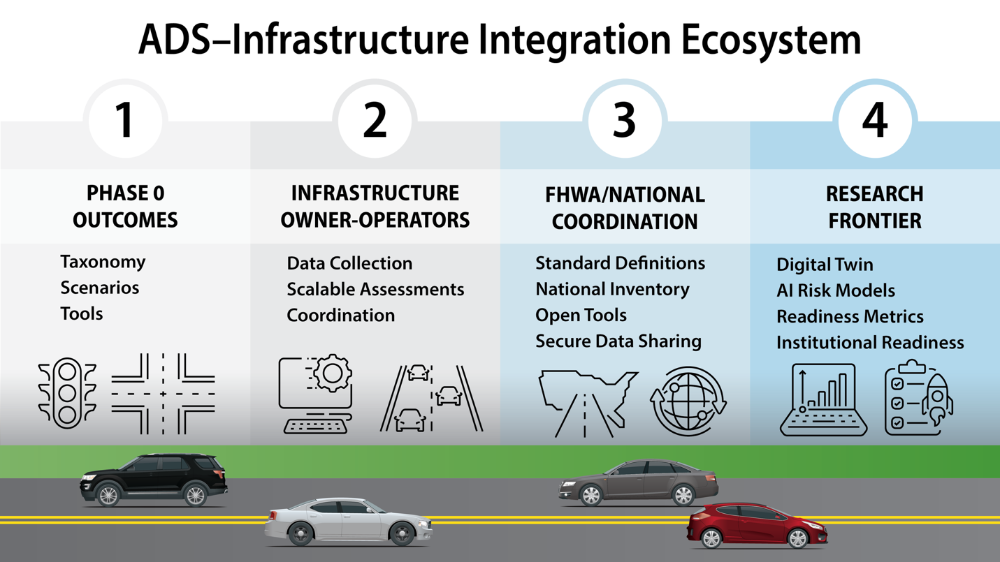 ADS–Infrastructure Integration Ecosystem
1
PHASE 0
OUTCOMES
Taxonomy
Scenarios
Tools
2
INFRASTRUCTURE
OWNER-OPERATORS
Data Collection
Scalable Assessments
Coordination
3
FHWA/NATIONAL
COORDINATION
Standard Definitions
National Inventory
Open Tools
Secure Data Sharing
4
RESEARCH
FRONTIER
Digital Twin
AI Risk Models
Readiness Metrics
Institutional Readiness